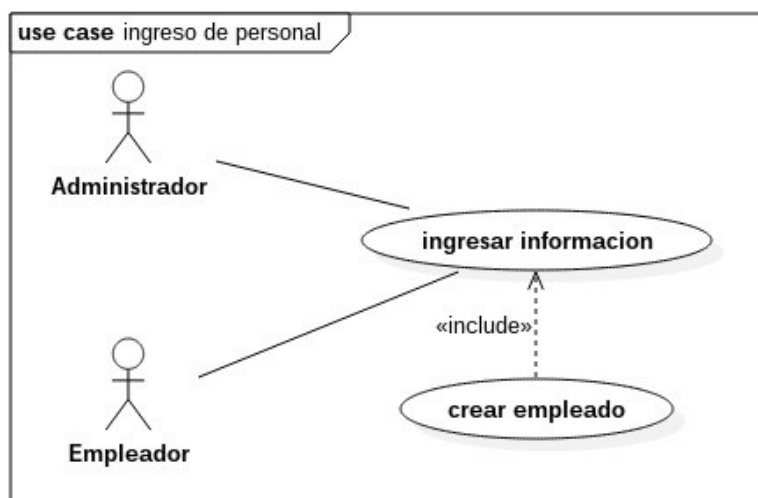 use case ingreso de personal
Administrador
ingresar informacion
«include»
crear empleado
Empleador